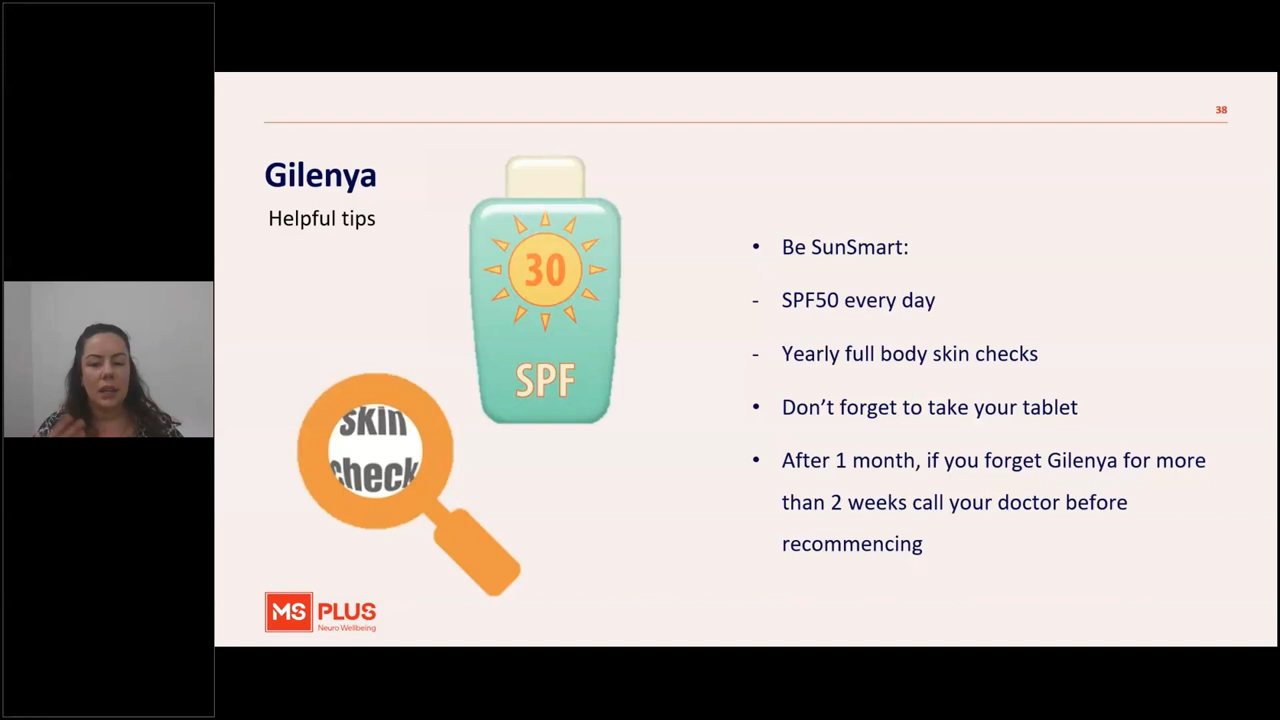 38
Gilenya
Helpful tips
30
SPF
skin
check
• Be SunSmart:
- SPF50 every day
- Yearly full body skin checks
• Don’t forget to take your tablet
• After 1 month, if you forget Gilenya for more
than 2 weeks call your doctor before
recommencing
MS PLUS
Neuro Wellbeing